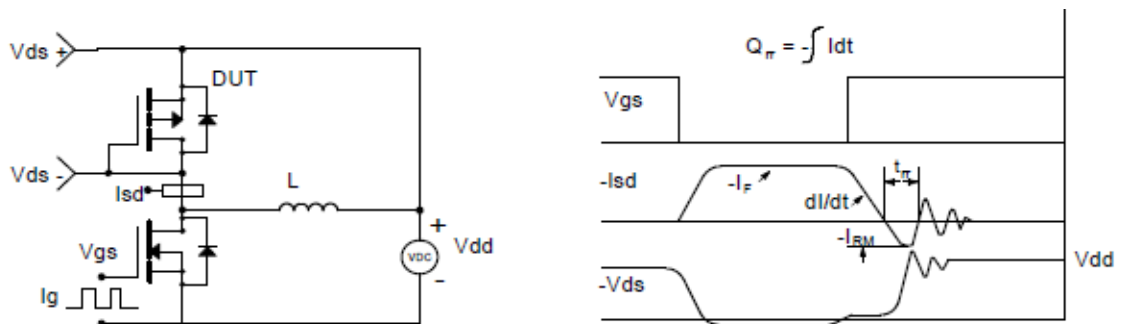 Vds +
DUT
Vds -
Isd
L
Vgs
+
VDC
-
Vdd
Ig
Q_rr = -∫ Idt
Vgs
-Isd
-I_F
dI/dt
t_rr
-I_RM
Vdd
-Vds